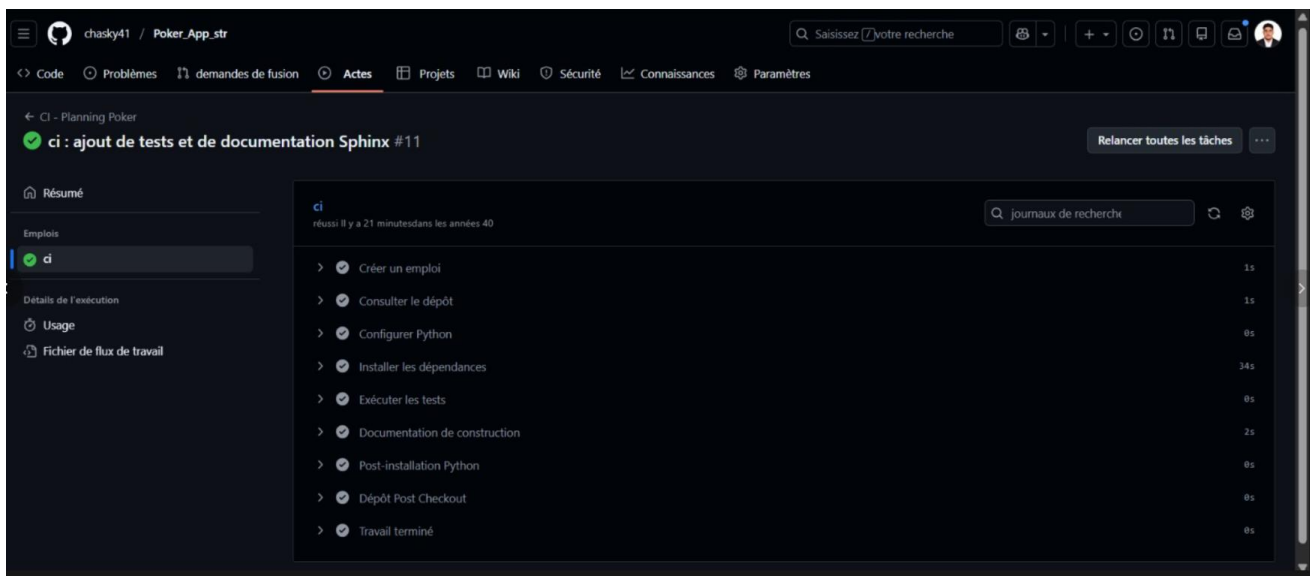 chasky41 / Poker_App_str
Saisissez / votre recherche
Code Problèmes demandes de fusion Actes Projets Wiki Sécurité Connaissances Paramètres
← CI - Planning Poker
ci : ajout de tests et de documentation Sphinx #11
Relancer toutes les tâches ...
Résumé
Emplois
ci
Détails de l'exécution
Usage
Fichier de flux de travail
ci
réussi Il y a 21 minutesdans les années 40
journaux de recherche
Créer un emploi 1s
Consulter le dépôt 1s
Configurer Python 0s
Installer les dépendances 34s
Exécuter les tests 0s
Documentation de construction 2s
Post-installation Python 0s
Dépôt Post Checkout 0s
Travail terminé 0s